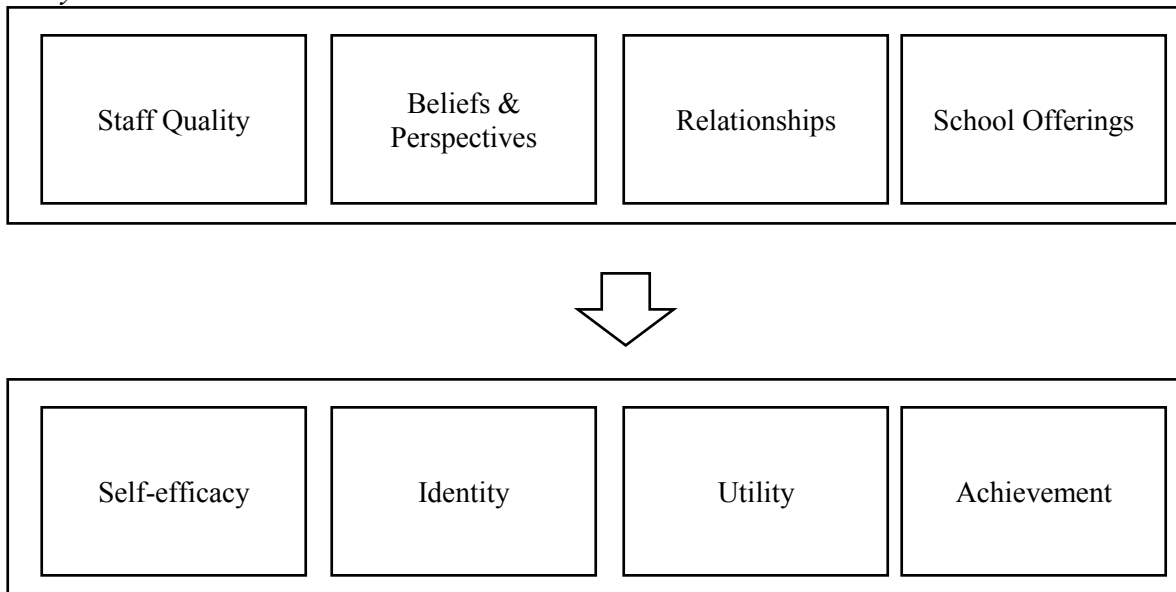 Staff Quality
Beliefs &
Perspectives
Relationships
School Offerings
Self-efficacy
Identity
Utility
Achievement